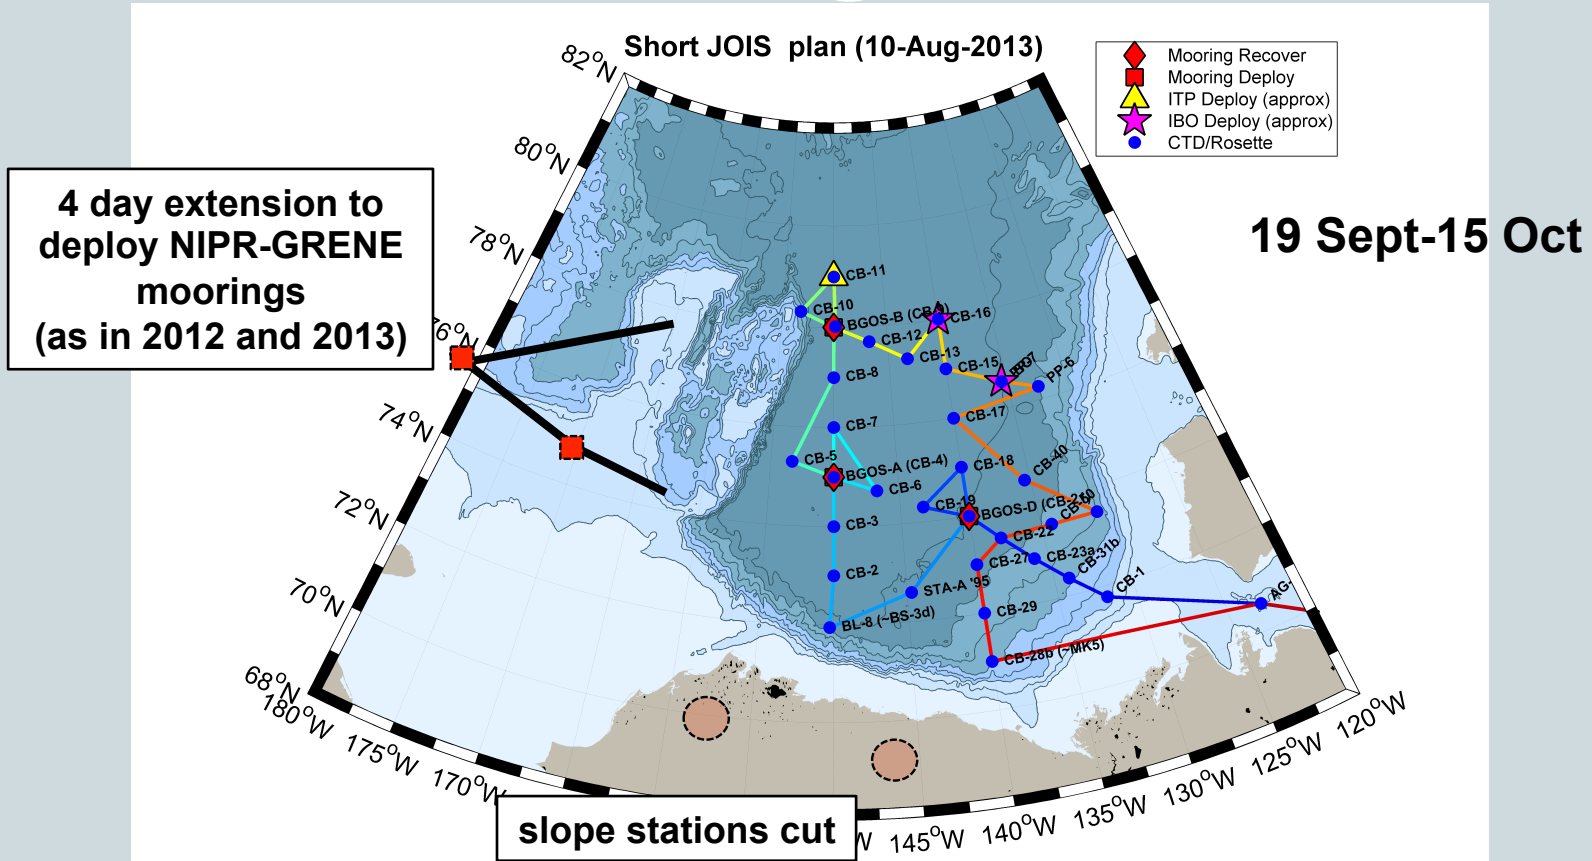 Short JOIS plan (10-Aug-2013)
Mooring Recover
Mooring Deploy
ITP Deploy (approx)
IBO Deploy (approx)
CTD/Rosette
4 day extension to
deploy NIPR-GRENE
moorings
(as in 2012 and 2013)
19 Sept-15 Oct
82°N
80°N
78°N
76°N
74°N
72°N
70°N
68°N
180°W
175°W
170°W
145°W
140°W
135°W
130°W
125°W
120°W
CB-11
CB-10
BGOS-B (CB-9)
CB-16
CB-12
CB-13
CB-15
PP-6
CB-8
CB-17
CB-7
CB-5
BGOS-A (CB-4)
CB-18
CB-40
CB-6
CB-19
BGOS-D
CB-3
CB-22
CB-27
CB-23a
CB-31b
CB-2
STA-A '95
CB-1
AG-
BL-8 (~BS-3d)
CB-29
CB-28b (~MK5)
slope stations cut